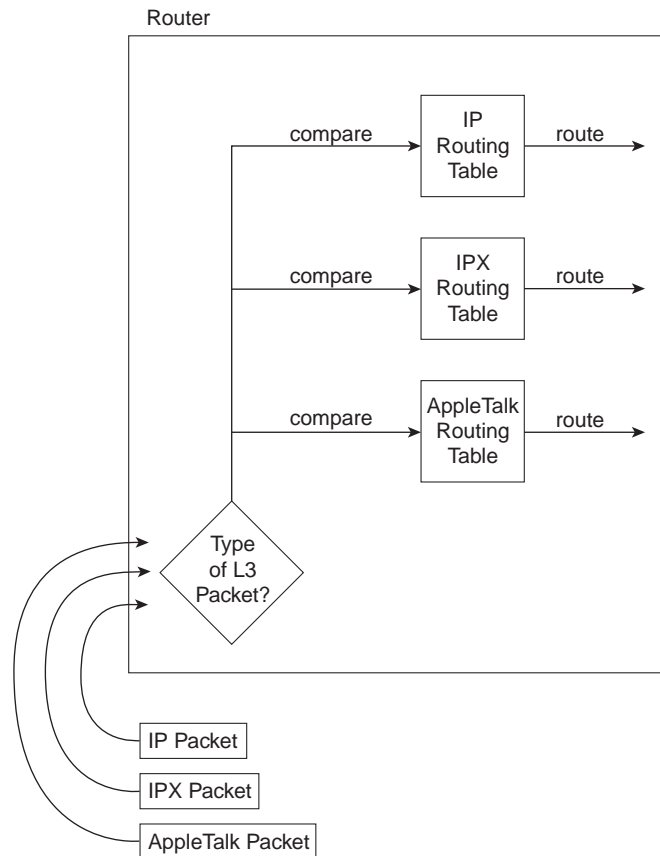 Router
compare
IP
Routing
Table
route
compare
IPX
Routing
Table
route
compare
AppleTalk
Routing
Table
route
Type
of L3
Packet?
IP Packet
IPX Packet
AppleTalk Packet